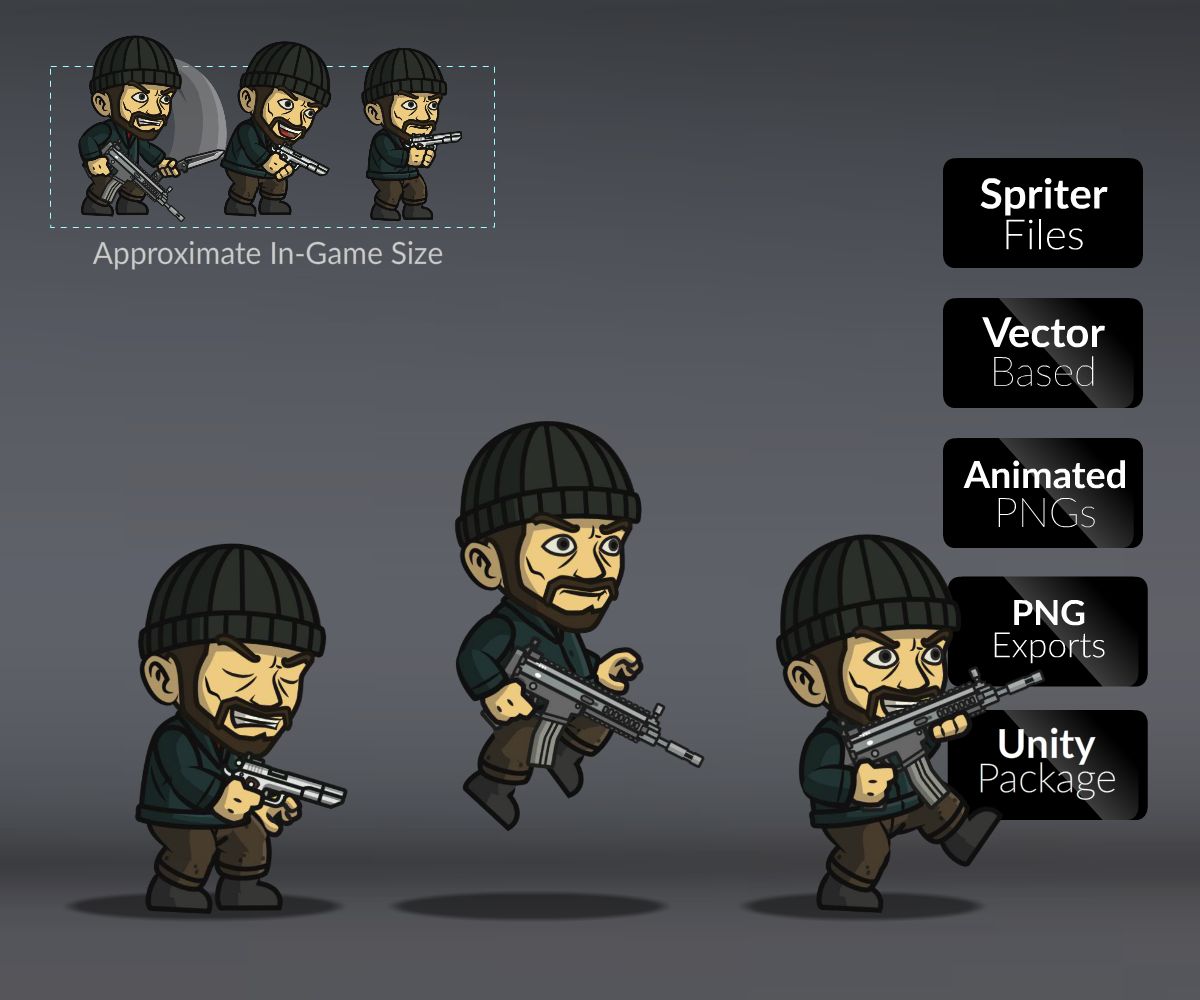 Approximate In-Game Size
Spriter
Files
Vector
Based
Animated
PNGs
PNG
Exports
Unity
Package